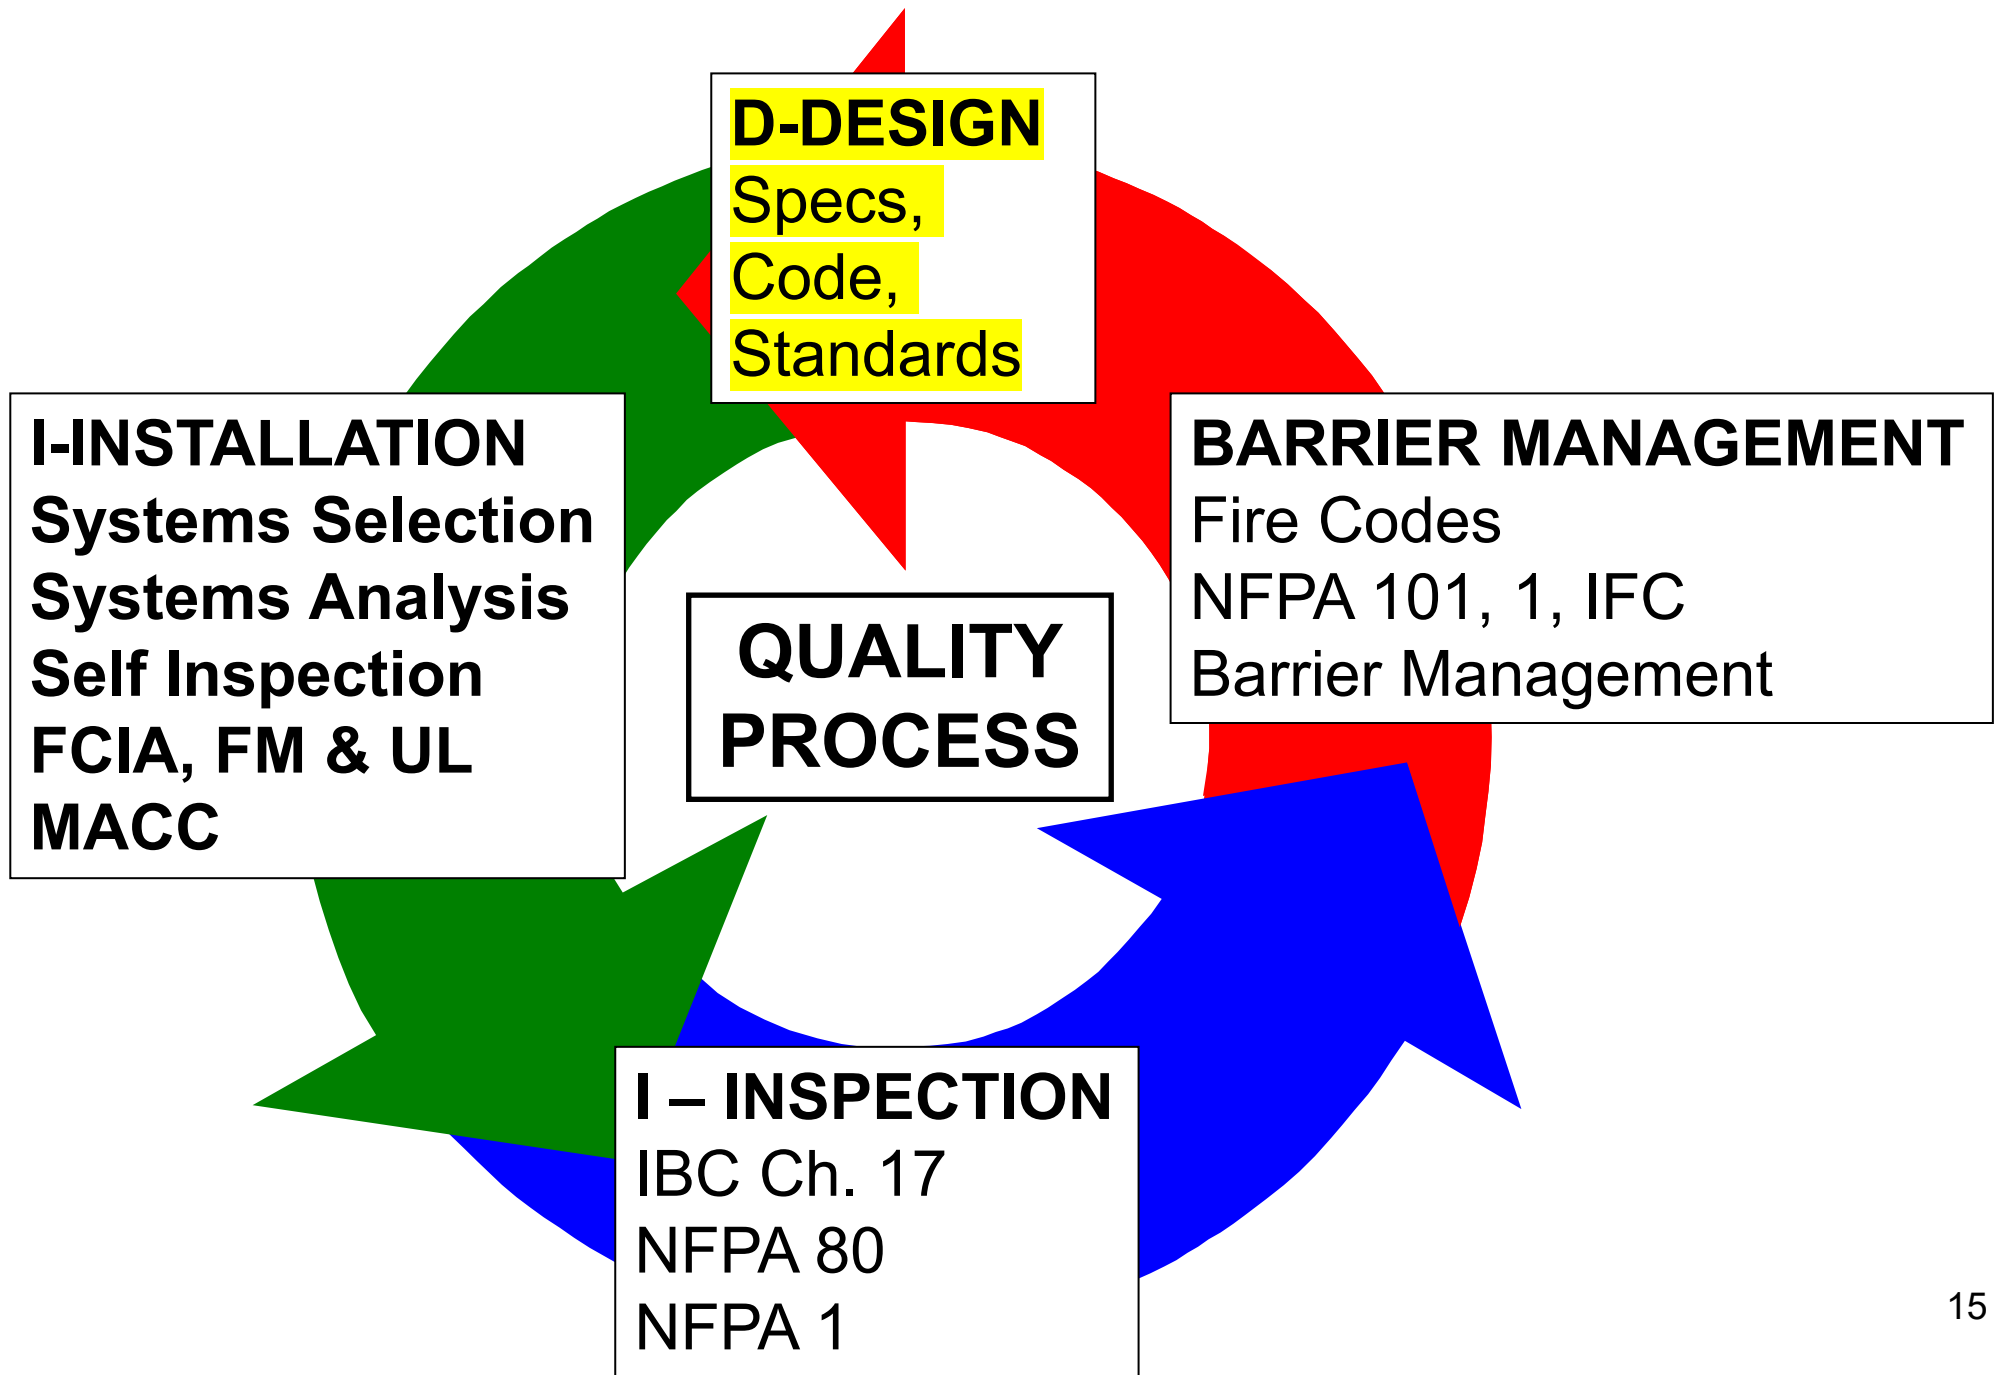 D-DESIGN
Specs,
Code,
Standards
I-INSTALLATION
Systems Selection
Systems Analysis
Self Inspection
FCIA, FM & UL
MACC
BARRIER MANAGEMENT
Fire Codes
NFPA 101, 1, IFC
Barrier Management
QUALITY
PROCESS
I – INSPECTION
IBC Ch. 17
NFPA 80
NFPA 1
15